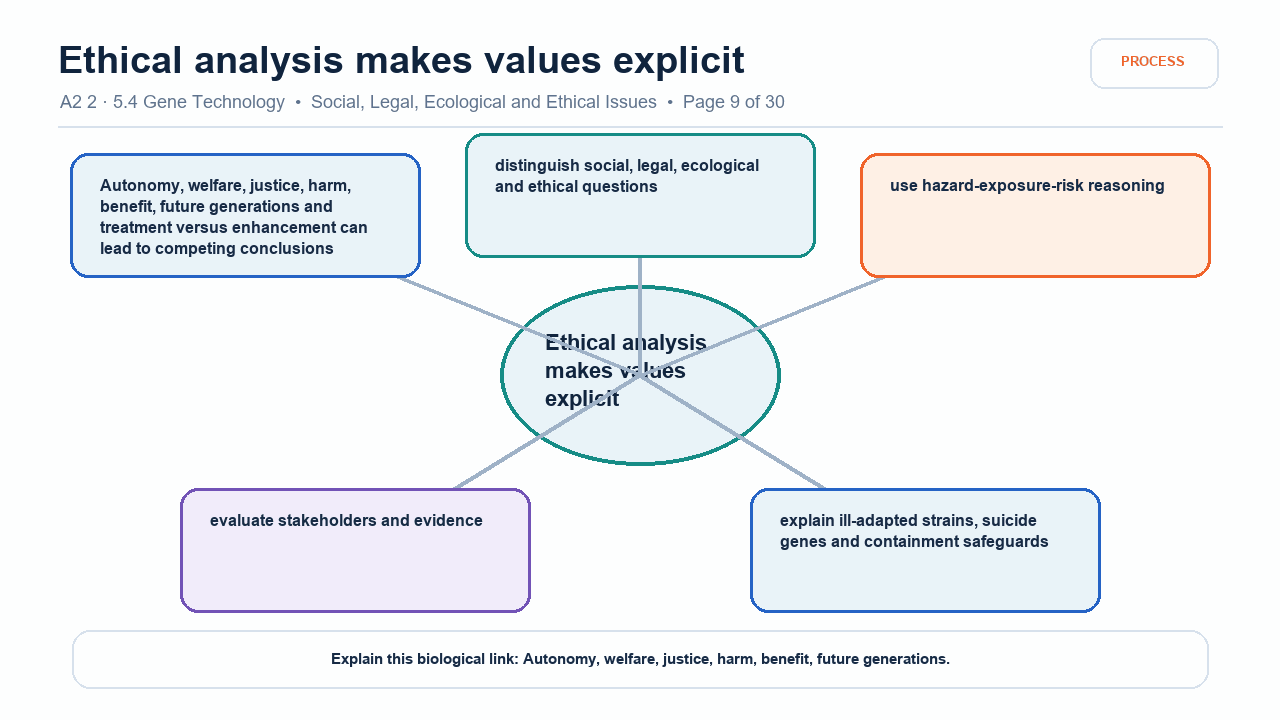 Ethical analysis makes values explicit
PROCESS
A2 2 · 5.4 Gene Technology • Social, Legal, Ecological and Ethical Issues • Page 9 of 30
Autonomy, welfare, justice, harm,
benefit, future generations and
treatment versus enhancement can
lead to competing conclusions
distinguish social, legal, ecological
and ethical questions
use hazard-exposure-risk reasoning
Ethical analysis
makes values
explicit
evaluate stakeholders and evidence
explain ill-adapted strains, suicide
genes and containment safeguards
Explain this biological link: Autonomy, welfare, justice, harm, benefit, future generations.